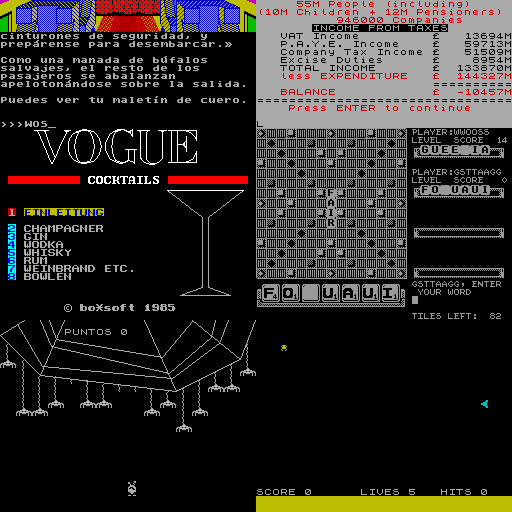 cinturones de seguridad, y
prepárense para desembarcar.»
Como una manada de búfalos
salvajes, el resto de los
pasajeros se abalanzan
apelotonándose sobre la salida.
Puedes ver tu maletín de cuero.
>>>WOS_
55M People (including)
(10M Children + 12M Pensioners)
946000 Companies
INCOME FROM TAXES
VAT Income £ 13694M
P.A.Y.E. Income £ 59713M
Company Tax Income £ 51509M
Excise Duties £ 8954M
TOTAL INCOME £ 133870M
less EXPENDITURE £ 144327M
BALANCE £ -10457M
Press ENTER to continue
L
VOGUE
COCKTAILS
1 EINLEITUNG
2 CHAMPAGNER
3 GIN
4 WODKA
5 WHISKY
6 RUM
7 WEINBRAND ETC.
8 BOWLEN
© boXsoft 1985
PLAYER:WWOOSS
LEVEL SCORE 14
GUEE IA
PLAYER:GSTTAAGG
LEVEL SCORE 0
FO UAUI
FAIR
FO UAUI
GSTTAAGG, ENTER
YOUR WORD
TILES LEFT: 82
PUNTOS 0
SCORE 0 LIVES 5 HITS 0